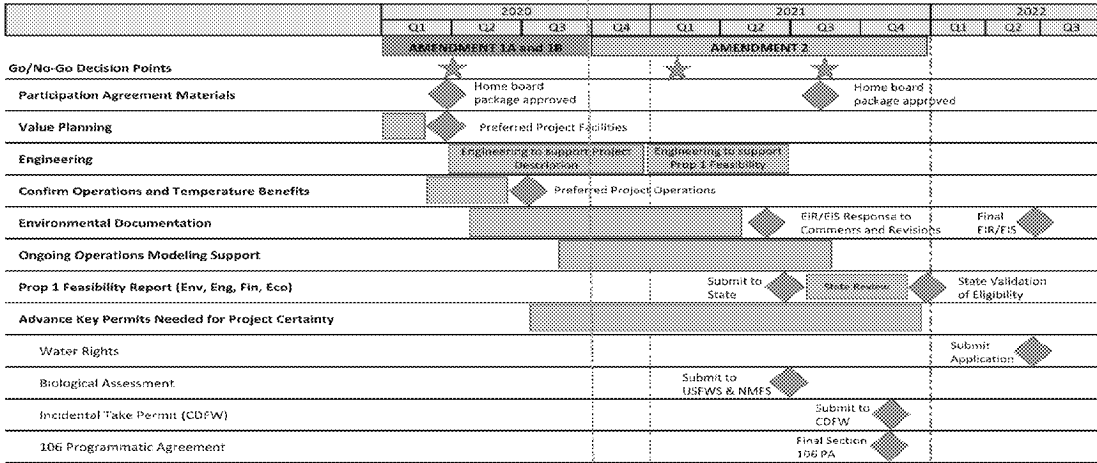 2020 2021 2022
Q1 Q2 Q3 Q4 Q1 Q2 Q3 Q4 Q1 Q2 Q3
AMENDMENT 1A and 1B AMENDMENT 2
Go/No-Go Decision Points
Participation Agreement Materials
Home board
package approved
Home board
package approved
Value Planning
Preferred Project Facilities
Engineering
Engineering to support Project
Description
Engineering to support
Prop 1 Feasibility
Confirm Operations and Temperature Benefits
Preferred Project Operations
Environmental Documentation
EIR/EIS Response to
Comments and Revisions
Final
EIR/EIS
Ongoing Operations Modeling Support
Prop 1 Feasibility Report (Env, Eng, Fin, Eco)
Submit to
State
State Review
State Validation
of Eligibility
Advance Key Permits Needed for Project Certainty
Water Rights
Submit
Application
Biological Assessment
Submit to
USFWS & NMFS
Incidental Take Permit (CDFW)
Submit to
CDFW
106 Programmatic Agreement
Final Section
106 PA